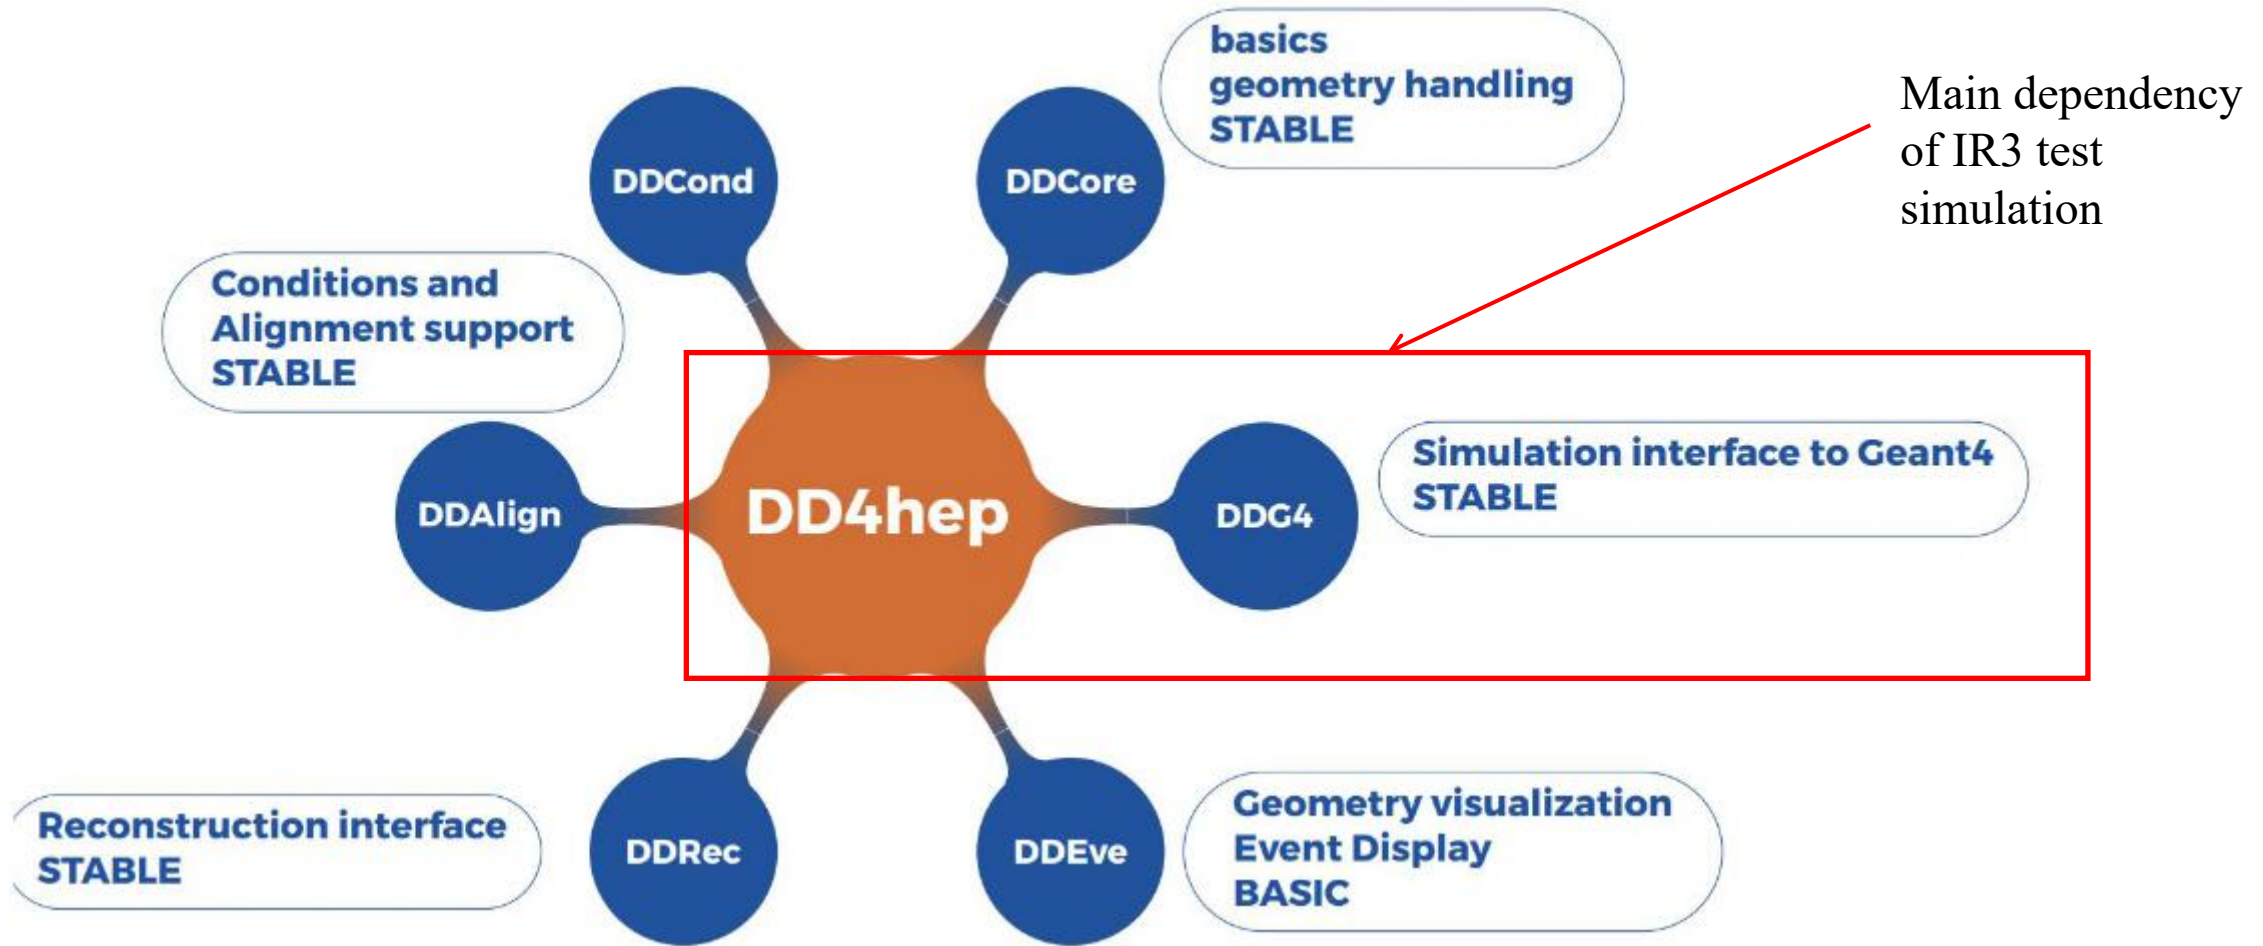 basics
geometry handling
STABLE
Main dependency
of IR3 test
simulation
DDCond
DDCore
Conditions and
Alignment support
STABLE
Simulation interface to Geant4
STABLE
DDAlign
DD4hep
DDG4
Reconstruction interface
STABLE
DDRec
DDEve
Geometry visualization
Event Display
BASIC